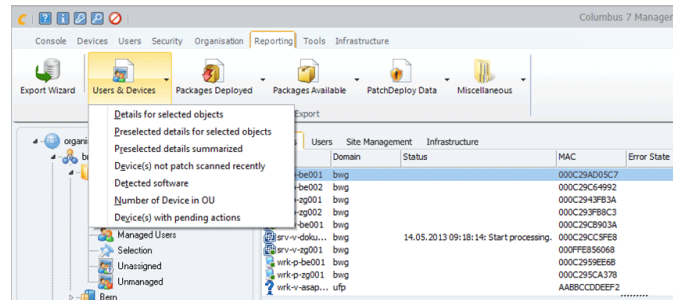 Columbus 7 Manager
Console Devices Users Security Organisation Reporting Tools Infrastructure
Export Wizard Users & Devices Packages Deployed Packages Available PatchDeploy Data Miscellaneous
Export
Details for selected objects
Preselected details for selected objects
Preselected details summarized
Device(s) not patch scanned recently
Detected software
Number of Device in OU
Device(s) with pending actions
organi
Users Site Management Infrastructure
Domain Status MAC Error State
-be001 bwg 000C29AD05C7
-be002 bwg 000C29C64992
-zg001 bwg 000C2943FB3A
-zg002 bwg 000C293FB8C3
-be001 bwg 000C29CB903A
Managed Users srv-v-doku... bwg 14.05.2013 09:18:14: Start processing. 000C29CC5FE8
Selection srv-v-zg001 bwg 000FFE856068
Unassigned wrk-p-be001 bwg 000C2959EE6B
Unmanaged wrk-p-zg001 bwg 000C295CA378
Bern wrk-v-asap... ufp AABBCCDDEEF2